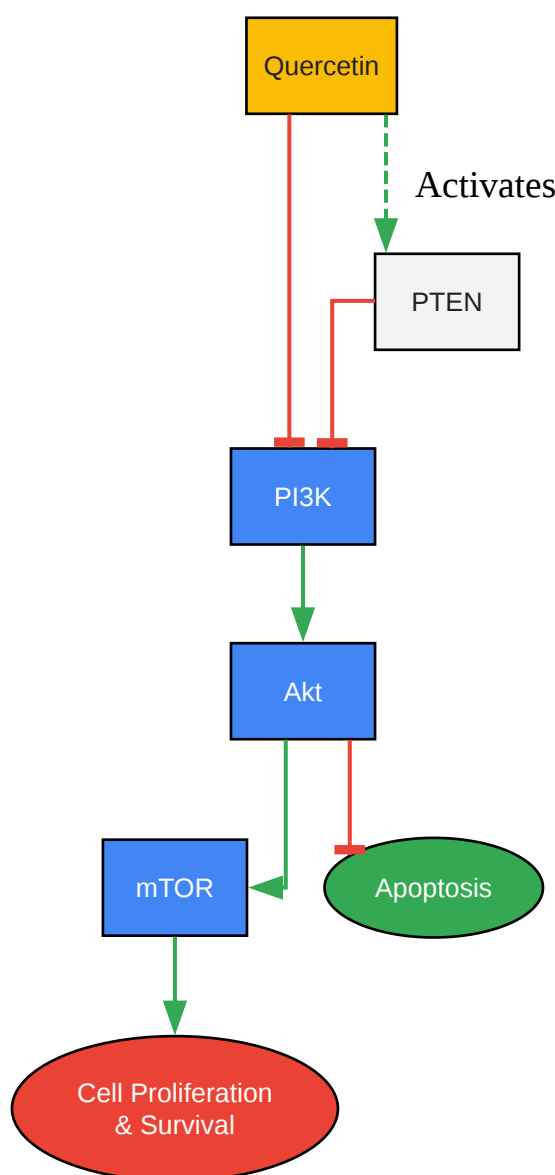 Quercetin
Activates
PTEN
PI3K
Akt
mTOR
Apoptosis
Cell Proliferation
& Survival